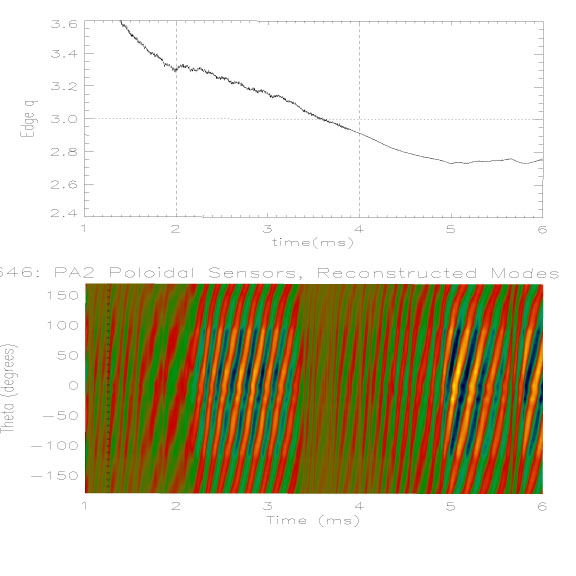 3.6
3.4
3.2
3.0
2.8
2.6
2.4
Edge q
1 2 3 4 5 6
time(ms)
646: PA2 Poloidal Sensors, Reconstructed Modes
150
100
50
0
−50
−100
−150
Theta (degrees)
1 2 3 4 5 6
Time (ms)